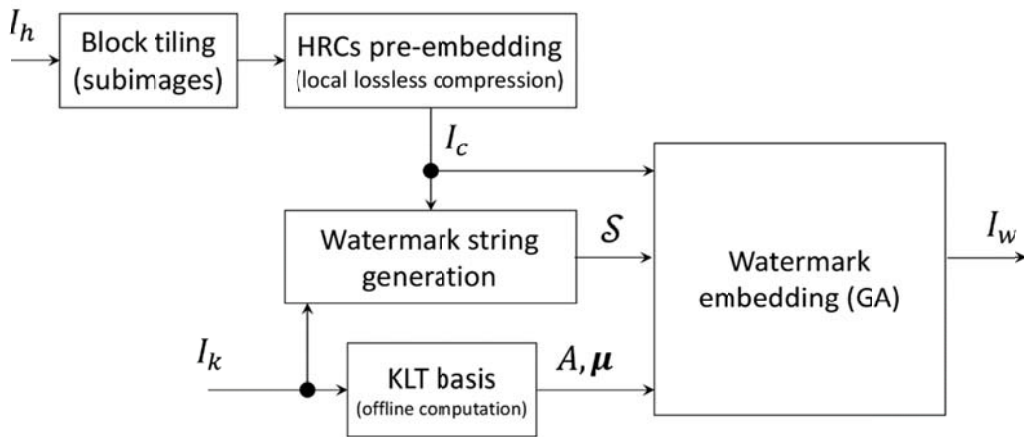 I_h
Block tiling
(subimages)
HRCs pre-embedding
(local lossless compression)
I_c
Watermark string
generation
S
Watermark
embedding (GA)
I_w
I_k
KLT basis
(offline computation)
A, μ